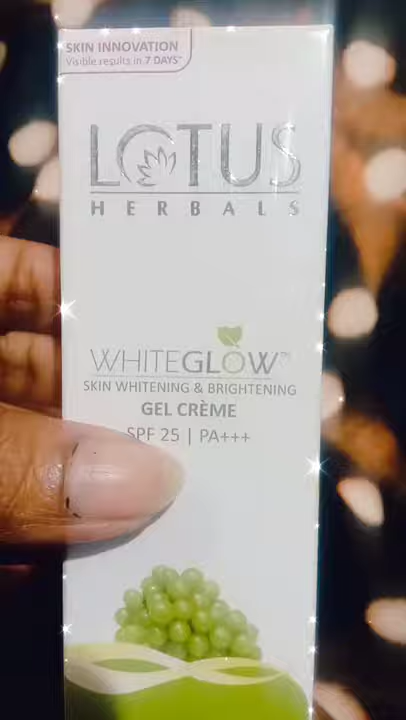 SKIN INNOVATION
Visible results in 7 DAYS*
LOTUS
HERBALS
WHITEGLOW
SKIN WHITENING & BRIGHTENING
GEL CRÈME
SPF 25 | PA+++